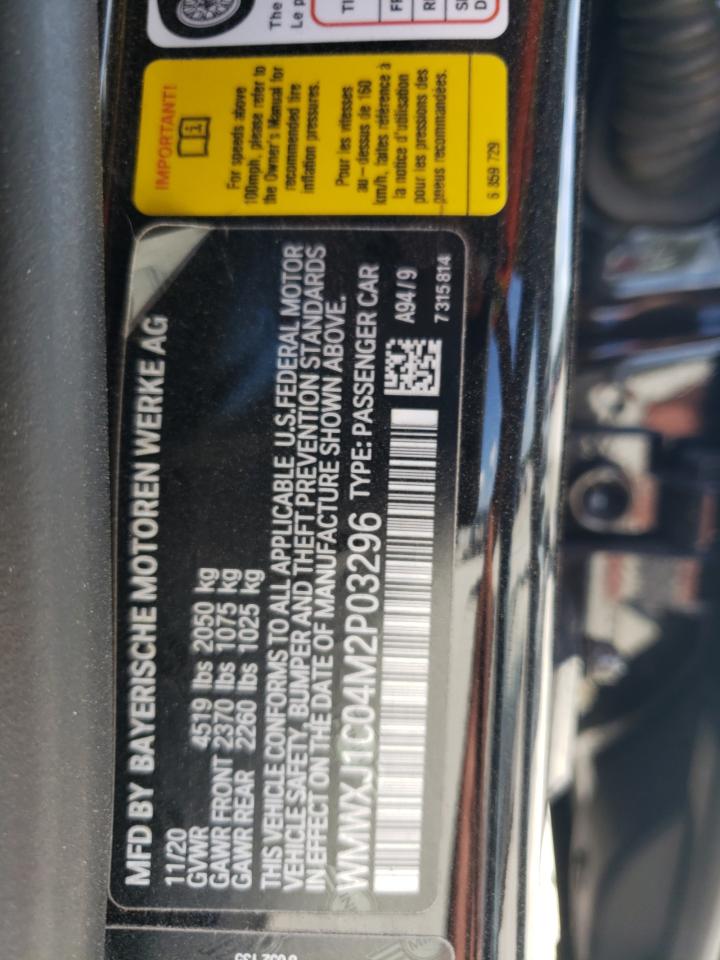 The
Le p
IMPORTANT!
For speeds above
100mph, please refer to
the Owner's Manual for
recommended tire
inflation pressures.
Pour les vitesses
au-dessus de 160
km/h, faites référence à
la notice d'utilisation
pour les pressions des
pneus recommandées.
6 859 729
MFD BY BAYERISCHE MOTOREN WERKE AG
11/20
GVWR 4519 lbs 2050 kg
GAWR FRONT 2370 lbs 1075 kg
GAWR REAR 2260 lbs 1025 kg
THIS VEHICLE CONFORMS TO ALL APPLICABLE U.S.FEDERAL MOTOR
VEHICLE SAFETY, BUMPER AND THEFT PREVENTION STANDARDS
IN EFFECT ON THE DATE OF MANUFACTURE SHOWN ABOVE.
WMWXJ1C04M2P03296 TYPE: PASSENGER CAR
A94 / 9
7 315 814